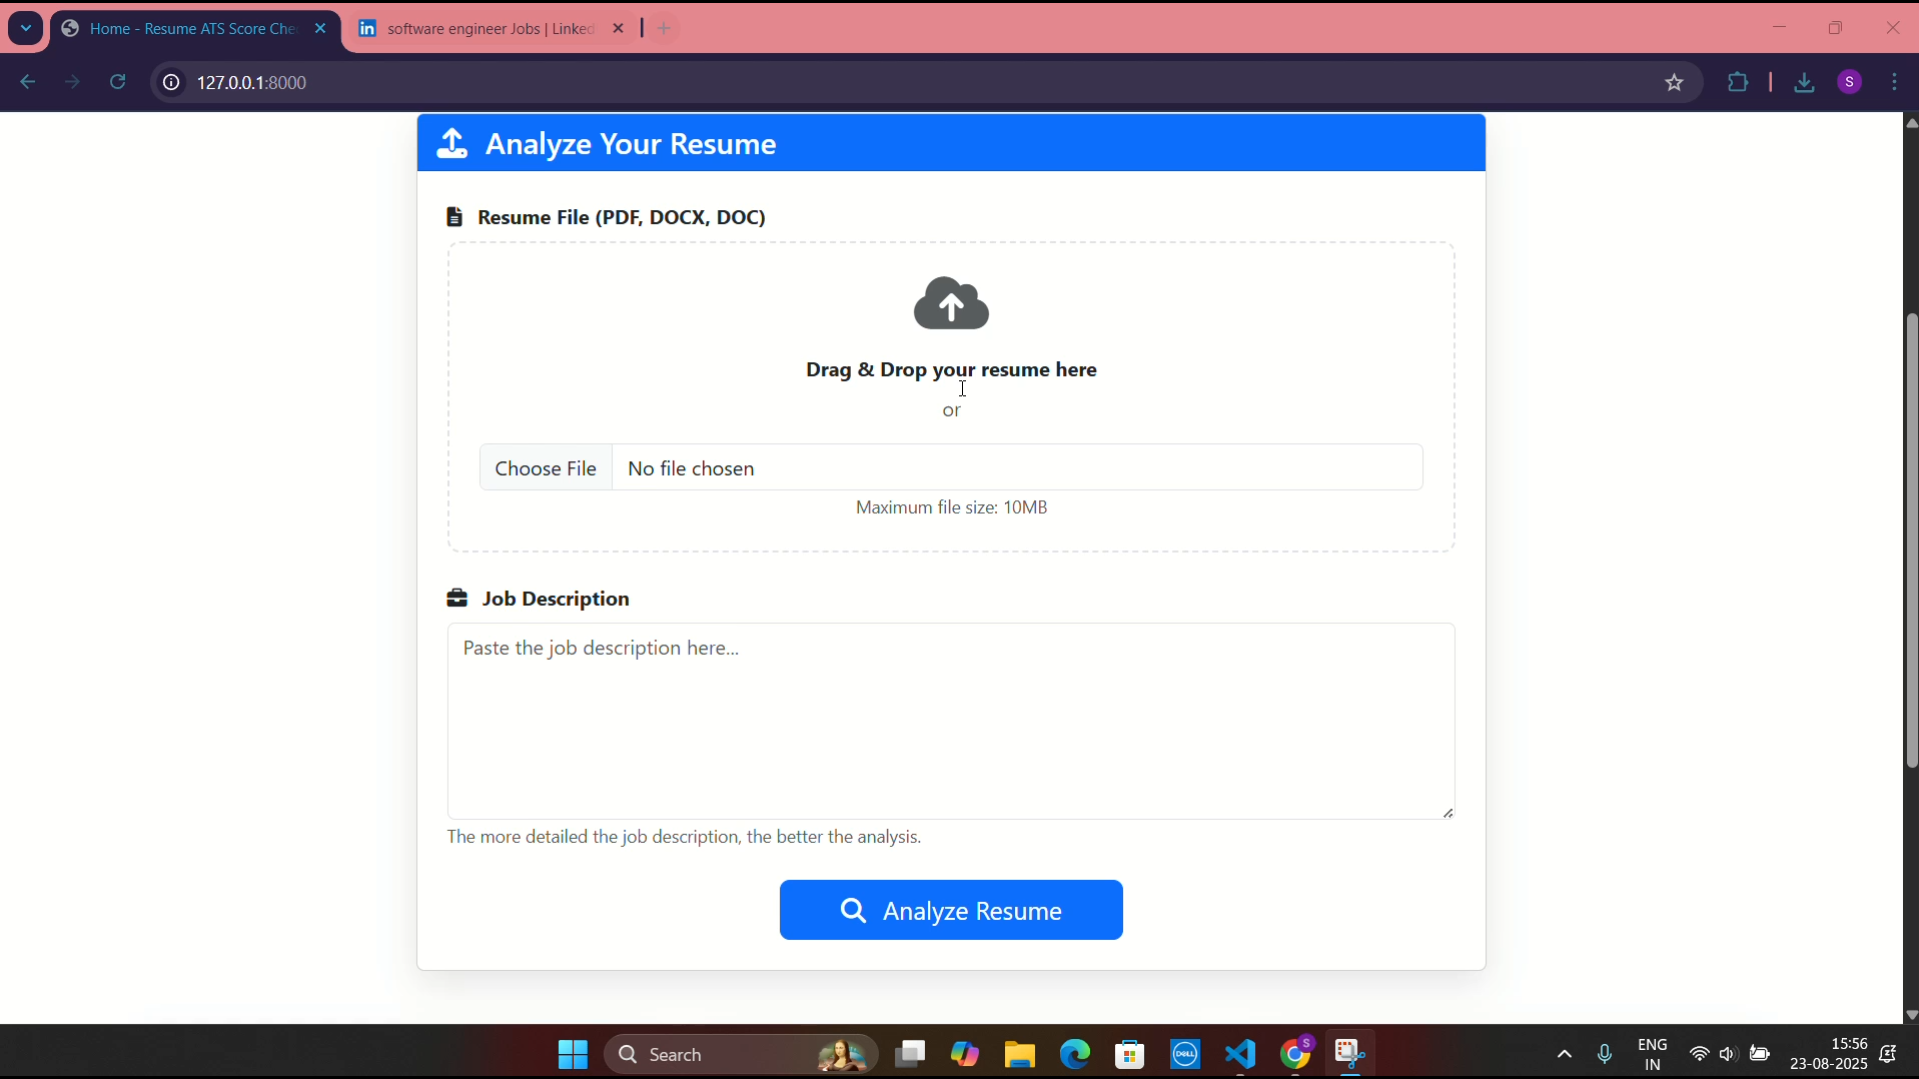 Home - Resume ATS Score Che
software engineer Jobs | Linked
127.0.0.1:8000
S
Analyze Your Resume
Resume File (PDF, DOCX, DOC)
Drag & Drop your resume here
or
Choose File
No file chosen
Maximum file size: 10MB
Job Description
Paste the job description here...
The more detailed the job description, the better the analysis.
Analyze Resume
Search
DELL
S
ENG
IN
15:56
23-08-2025